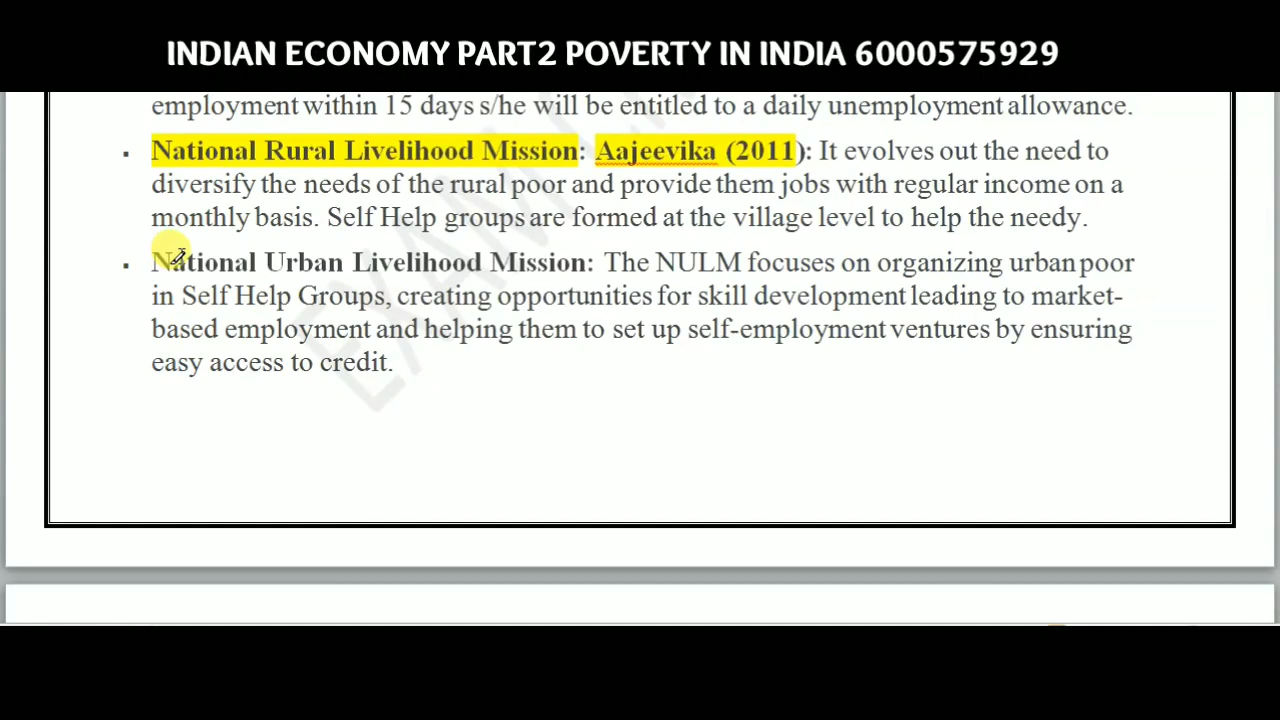 INDIAN ECONOMY PART2 POVERTY IN INDIA 6000575929
employment within 15 days s/he will be entitled to a daily unemployment allowance.
▪ National Rural Livelihood Mission: Aajeevika (2011): It evolves out the need to
diversify the needs of the rural poor and provide them jobs with regular income on a
monthly basis. Self Help groups are formed at the village level to help the needy.
▪ National Urban Livelihood Mission: The NULM focuses on organizing urban poor
in Self Help Groups, creating opportunities for skill development leading to market-
based employment and helping them to set up self-employment ventures by ensuring
easy access to credit.